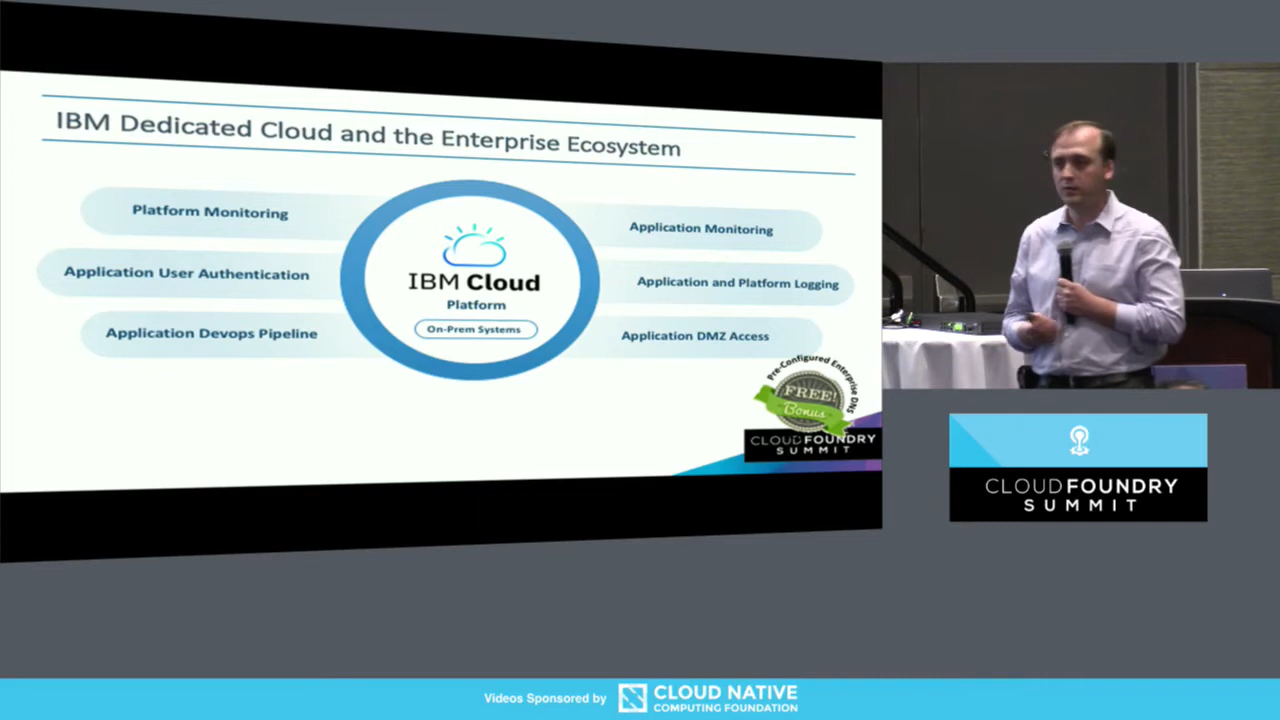 IBM Dedicated Cloud and the Enterprise Ecosystem
Platform Monitoring
Application User Authentication
Application Devops Pipeline
IBM Cloud
Platform
On-Prem Systems
Application Monitoring
Application and Platform Logging
Application DMZ Access
Pre-Configured Enterprise DNS
FREE!
Bonus
CLOUDFOUNDRY
SUMMIT
CLOUDFOUNDRY
SUMMIT
Videos Sponsored by
CLOUD NATIVE
COMPUTING FOUNDATION